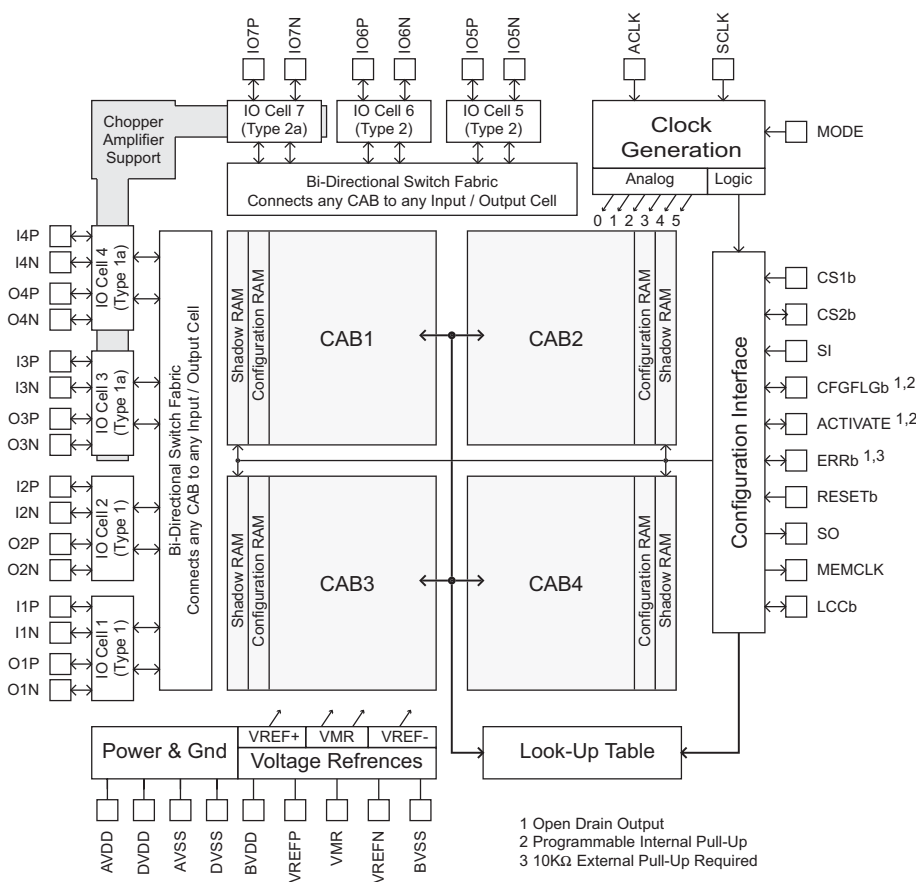 IO7P
IO7N
IO6P
IO6N
IO5P
IO5N
ACLK
SCLK
Chopper
Amplifier
Support
IO Cell 7
(Type 2a)
IO Cell 6
(Type 2)
IO Cell 5
(Type 2)
Clock
Generation
MODE
Analog
Logic
Bi-Directional Switch Fabric
Connects any CAB to any Input / Output Cell
0 1 2 3 4 5
I4P
I4N
O4P
O4N
IO Cell 4
(Type 1a)
I3P
I3N
O3P
O3N
IO Cell 3
(Type 1a)
I2P
I2N
O2P
O2N
IO Cell 2
(Type 1)
I1P
I1N
O1P
O1N
IO Cell 1
(Type 1)
Bi-Directional Switch Fabric
Connects any CAB to any Input / Output Cell
Shadow RAM
Configuration RAM
CAB1
CAB2
Configuration RAM
Shadow RAM
Shadow RAM
Configuration RAM
CAB3
CAB4
Configuration RAM
Shadow RAM
Configuration Interface
CS1b
CS2b
SI
CFGFLGb 1,2
ACTIVATE 1,2
ERRb 1,3
RESETb
SO
MEMCLK
LCCb
Power & Gnd
VREF+
VMR
VREF-
Voltage Refrences
Look-Up Table
AVDD
DVDD
AVSS
DVSS
BVDD
VREFP
VMR
VREFN
BVSS
1 Open Drain Output
2 Programmable Internal Pull-Up
3 10KΩ External Pull-Up Required